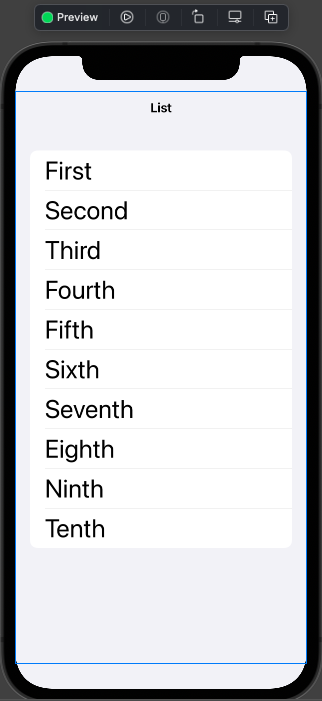 Preview
List
First
Second
Third
Fourth
Fifth
Sixth
Seventh
Eighth
Ninth
Tenth